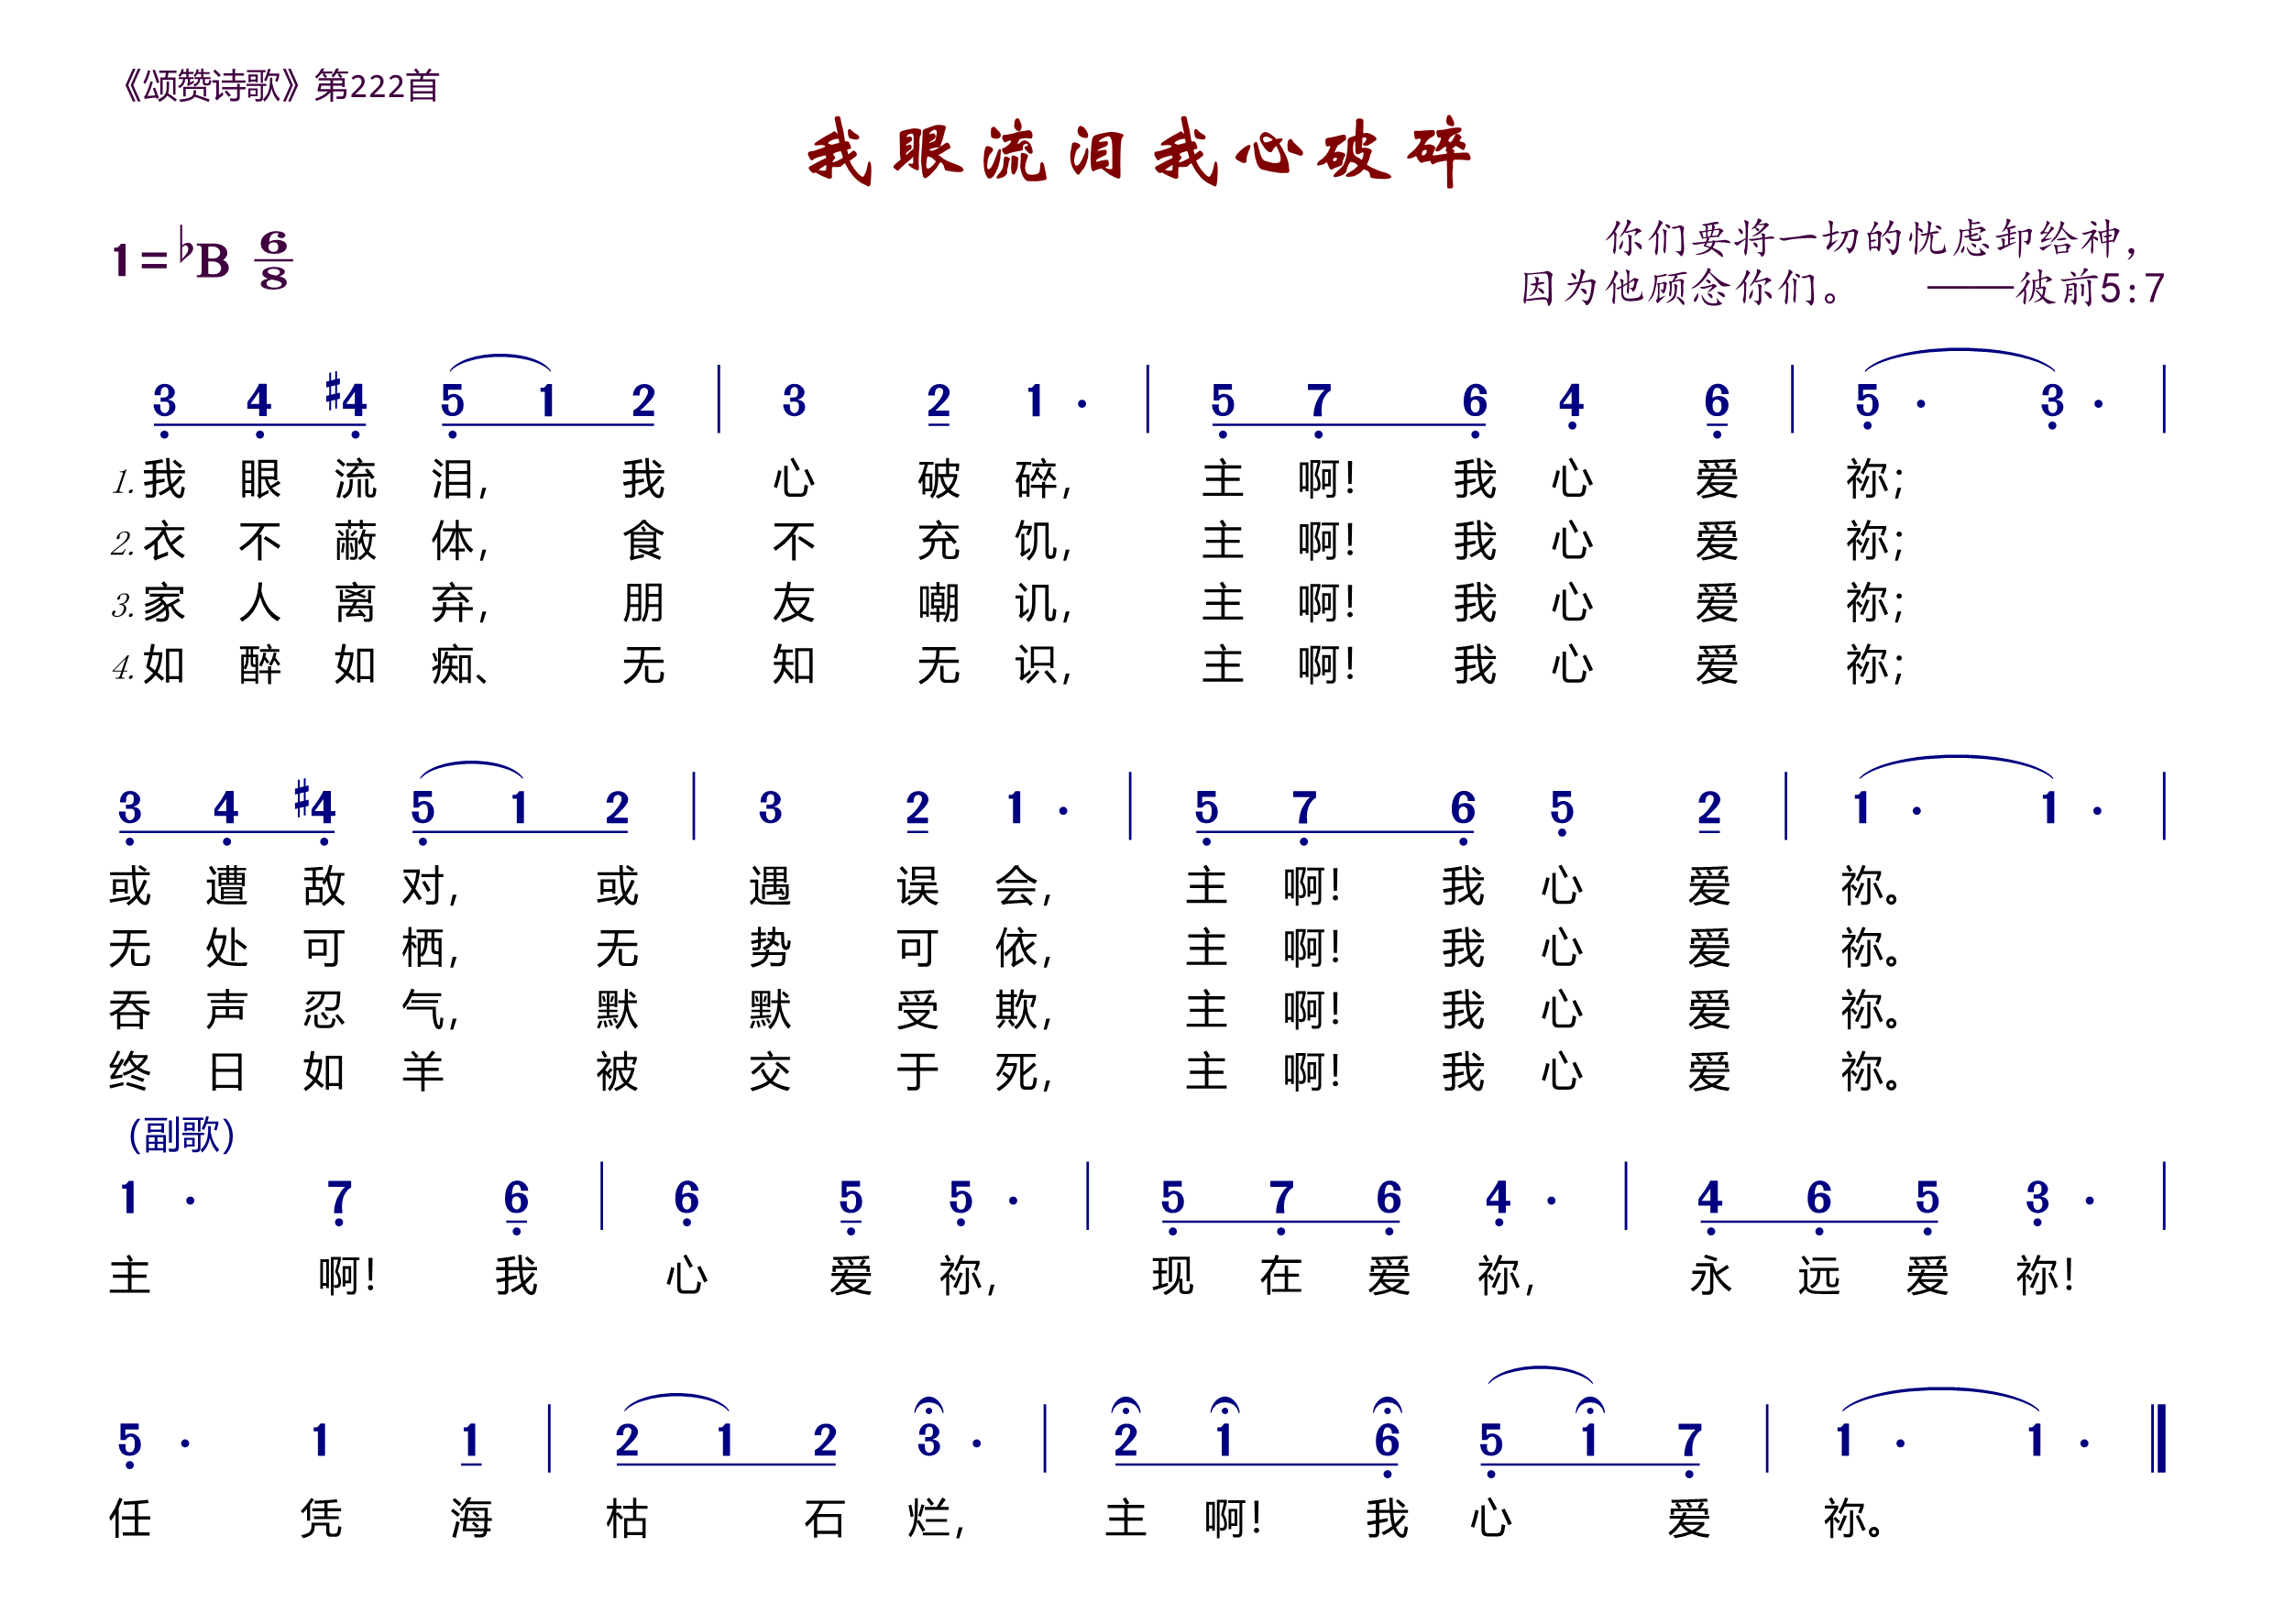 《颂赞诗歌》第222首
我眼流泪我心破碎
1=♭B 6/8
你们要将一切的忧虑卸给神，
因为他顾念你们。 ——彼前5:7
3 4 #4 5 1 2 | 3 2 1 · | 5 7 6 4 6 | 5 · 3 · |
1.我眼流泪，我心破碎，主啊！我心爱祢；
2.衣不蔽体，食不充饥，主啊！我心爱祢；
3.家人离弃，朋友嘲讥，主啊！我心爱祢；
4.如醉如痴、无知无识，主啊！我心爱祢；
3 4 #4 5 1 2 | 3 2 1 · | 5 7 6 5 2 | 1 · 1 · |
或遭敌对，或遇误会，主啊！我心爱祢。
无处可栖，无势可依，主啊！我心爱祢。
吞声忍气，默默受欺，主啊！我心爱祢。
终日如羊被交于死，主啊！我心爱祢。
（副歌）
1 · 7 6 | 6 5 5 · | 5 7 6 4 · | 4 6 5 3 · |
主啊！我心爱祢，现在爱祢，永远爱祢！
5 · 1 1 | 2 1 2 3 · | 2 1 6 5 1 7 | 1 · 1 · ‖
任凭海枯石烂，主啊！我心爱祢。